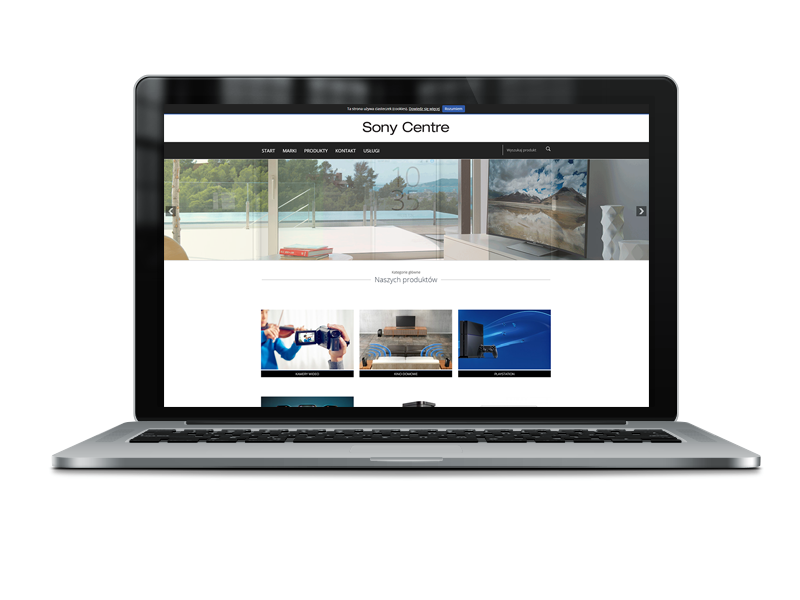 Ta strona używa ciasteczek (cookies). Dowiedz się więcej Rozumiem
Sony Centre
START MARKI PRODUKTY KONTAKT USŁUGI Wyszukaj produkt
10
35
Kategorie główne
Naszych produktów
KAMERY WIDEO KINO DOMOWE PLAYSTATION